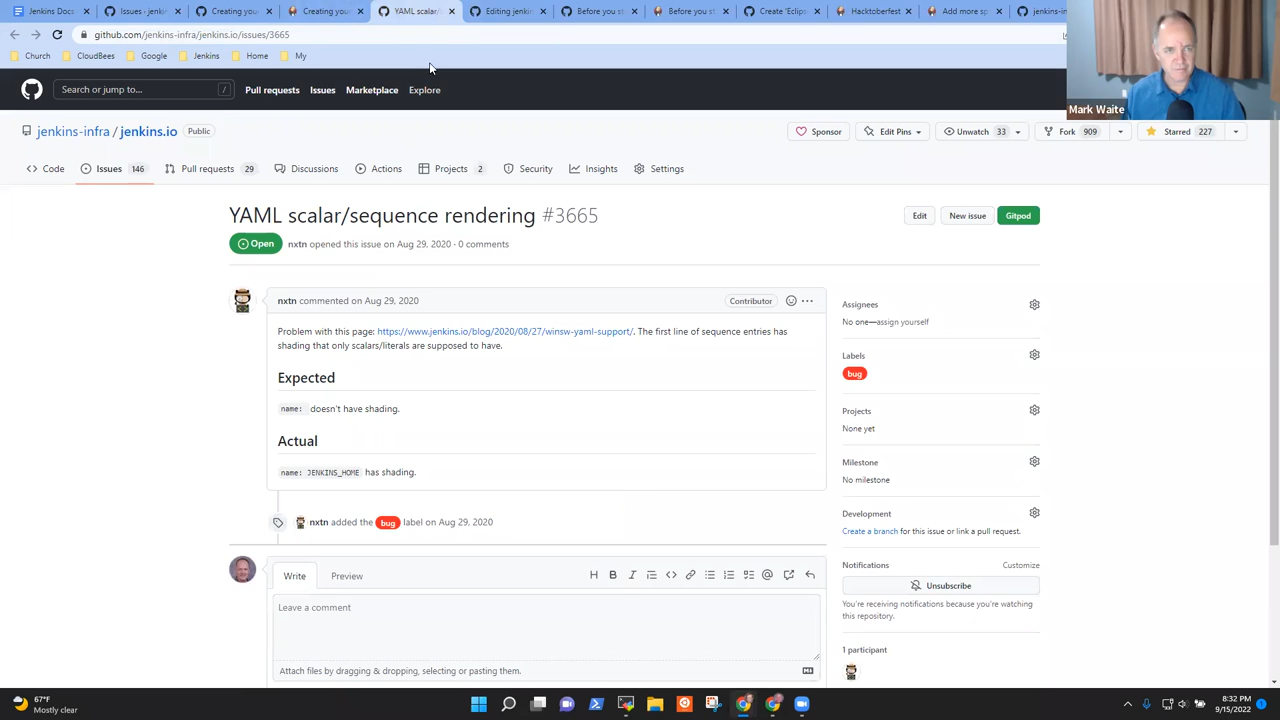 Jenkins Docs
Issues · jenki
Creating you
Creating your
YAML scalar/
Editing jenkin
Before you st
Before you st
Create 'Eclips
Hacktoberfest
Add more sp
jenkins-in
github.com/jenkins-infra/jenkins.io/issues/3665
Church
CloudBees
Google
Jenkins
Home
My
Mark Waite
Search or jump to...
/
Pull requests
Issues
Marketplace
Explore
jenkins-infra / jenkins.io
Public
Sponsor
Edit Pins
Unwatch 33
Fork 909
Starred 227
Code
Issues 146
Pull requests 29
Discussions
Actions
Projects 2
Security
Insights
Settings
YAML scalar/sequence rendering #3665
Edit
New issue
Gitpod
Open
nxtn opened this issue on Aug 29, 2020 · 0 comments
nxtn commented on Aug 29, 2020
Contributor
Problem with this page: https://www.jenkins.io/blog/2020/08/27/winsw-yaml-support/. The first line of sequence entries has
shading that only scalars/literals are supposed to have.
Expected
name: doesn't have shading.
Actual
name: JENKINS_HOME has shading.
nxtn added the bug label on Aug 29, 2020
Write
Preview
Leave a comment
Attach files by dragging & dropping, selecting or pasting them.
Assignees
No one—assign yourself
Labels
bug
Projects
None yet
Milestone
No milestone
Development
Create a branch for this issue or link a pull request.
Notifications
Customize
Unsubscribe
You're receiving notifications because you're watching
this repository.
1 participant
67°F
Mostly clear
8:32 PM
9/15/2022